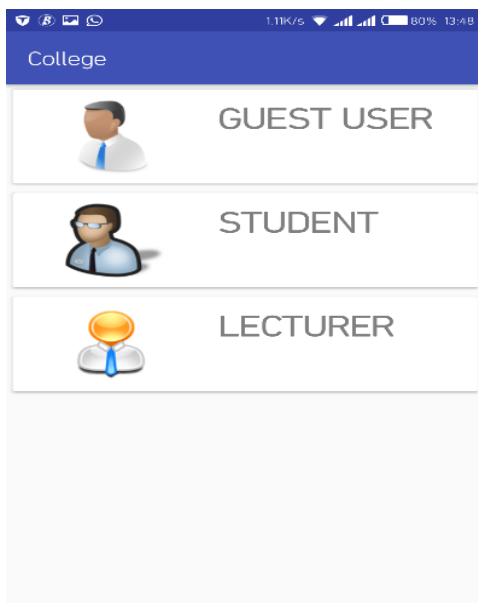 1.11K/s 80% 13:48
College
GUEST USER
STUDENT
LECTURER